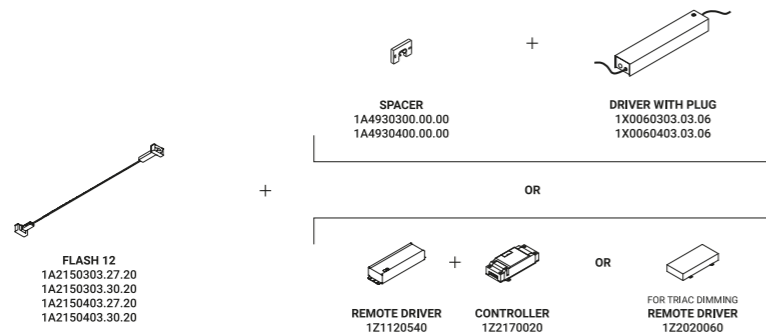 +
SPACER
1A4930300.00.00
1A4930400.00.00
DRIVER WITH PLUG
1X0060303.03.06
1X0060403.03.06
+
OR
FLASH 12
1A2150303.27.20
1A2150303.30.20
1A2150403.27.20
1A2150403.30.20
+
OR
REMOTE DRIVER
1Z1120540
CONTROLLER
1Z2170020
FOR TRIAC DIMMING
REMOTE DRIVER
1Z2020060